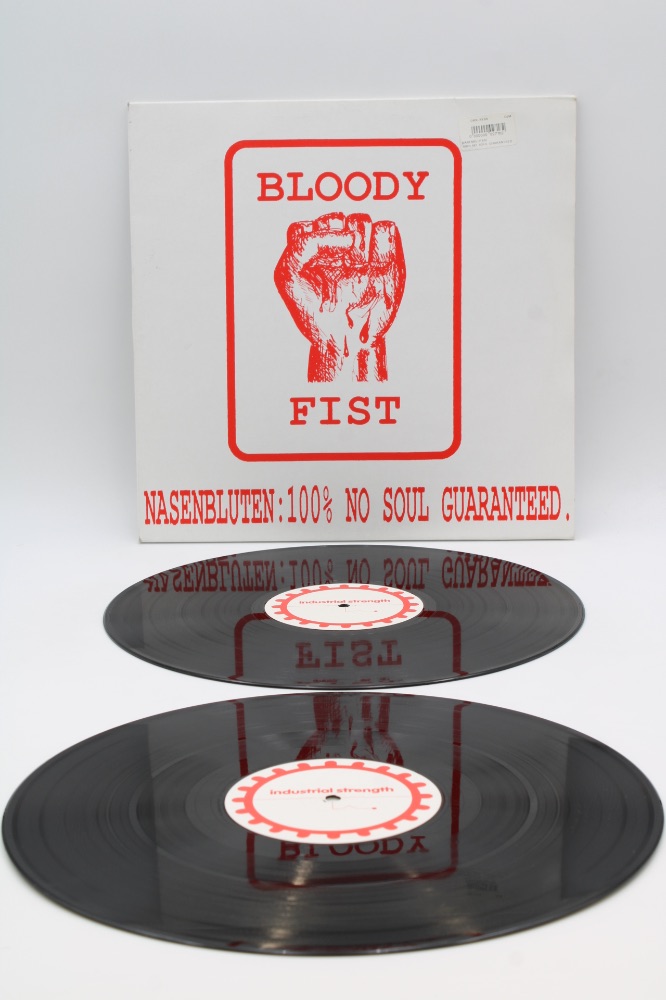 BLOODY
FIST
NASENBLUTEN:100% NO SOUL GUARANTEED.
industrial strength
industrial strength